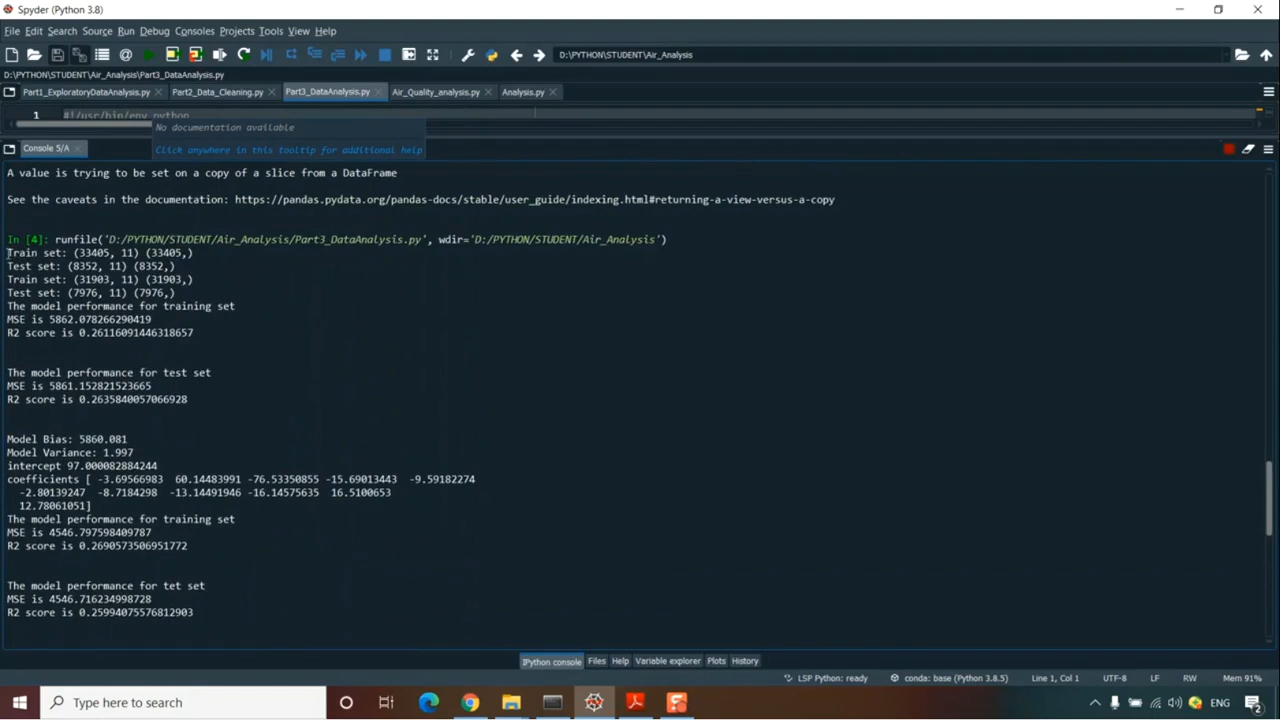 Spyder (Python 3.8)
File Edit Search Source Run Debug Consoles Projects Tools View Help
D:\PYTHON\STUDENT\Air_Analysis
D:\PYTHON\STUDENT\Air_Analysis\Part3_DataAnalysis.py
Part1_ExploratoryDataAnalysis.py Part2_Data_Cleaning.py Part3_DataAnalysis.py Air_Quality_analysis.py Analysis.py
1 #!/usr/bin/env python
No documentation available
Click anywhere in this tooltip for additional help
Console 5/A
A value is trying to be set on a copy of a slice from a DataFrame
See the caveats in the documentation: https://pandas.pydata.org/pandas-docs/stable/user_guide/indexing.html#returning-a-view-versus-a-copy
In [4]: runfile('D:/PYTHON/STUDENT/Air_Analysis/Part3_DataAnalysis.py', wdir='D:/PYTHON/STUDENT/Air_Analysis')
Train set: (33405, 11) (33405,)
Test set: (8352, 11) (8352,)
Train set: (31903, 11) (31903,)
Test set: (7976, 11) (7976,)
The model performance for training set
MSE is 5862.078266290419
R2 score is 0.26116091446318657
The model performance for test set
MSE is 5861.152821523665
R2 score is 0.2635840057066928
Model Bias: 5860.081
Model Variance: 1.997
intercept 97.000082884244
coefficients [ -3.69566983 60.14483991 -76.53350855 -15.69013443 -9.59182274
-2.80139247 -8.7184298 -13.14491946 -16.14575635 16.5100653
12.78061051]
The model performance for training set
MSE is 4546.797598409787
R2 score is 0.2690573506951772
The model performance for tet set
MSE is 4546.716234998728
R2 score is 0.25994075576812903
IPython console Files Help Variable explorer Plots History
LSP Python: ready conda: base (Python 3.8.5) Line 1, Col 1 UTF-8 LF RW Mem 91%
Type here to search
ENG
2